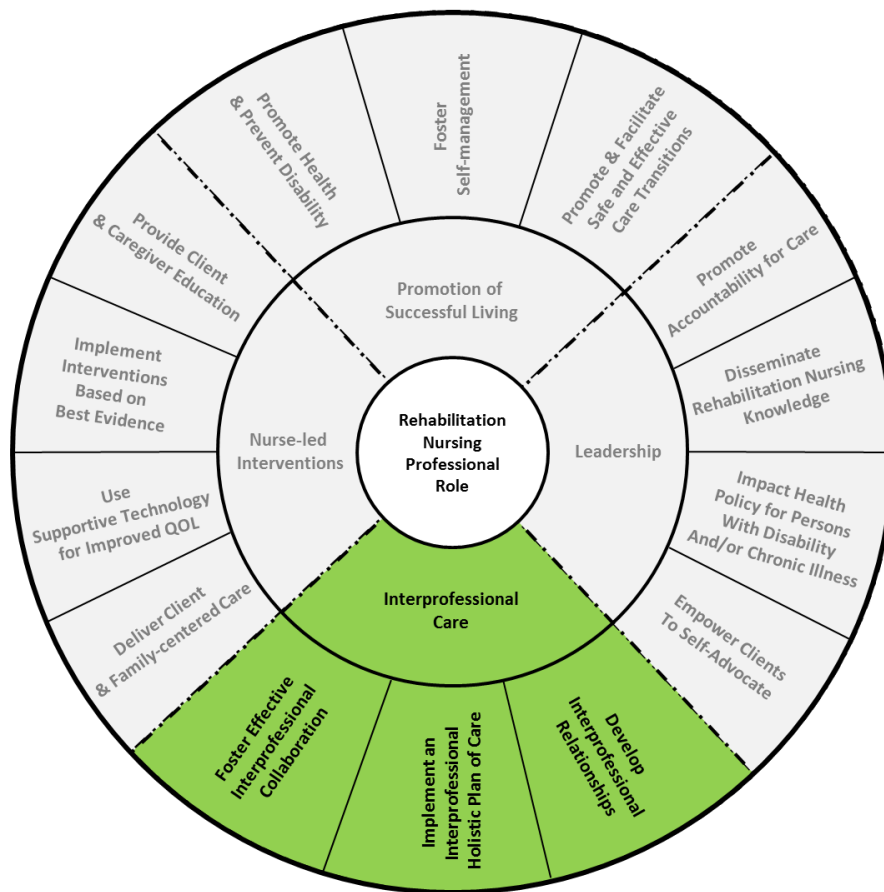 Promote Health
& Prevent Disability
Foster
Self-management
Promote & Facilitate
Safe and Effective
Care Transitions
Provide Client
& Caregiver Education
Promote
Accountability for Care
Promotion of
Successful Living
Implement
Interventions
Based on
Best Evidence
Disseminate
Rehabilitation Nursing
Knowledge
Nurse-led
Interventions
Rehabilitation
Nursing
Professional
Role
Leadership
Use
Supportive Technology
for Improved QOL
Impact Health
Policy for Persons
With Disability
And/or Chronic Illness
Deliver Client
& Family-centered Care
Interprofessional
Care
Empower Clients
To Self-Advocate
Foster Effective
Interprofessional
Collaboration
Implement an
Interprofessional
Holistic Plan of Care
Develop
Interprofessional
Relationships